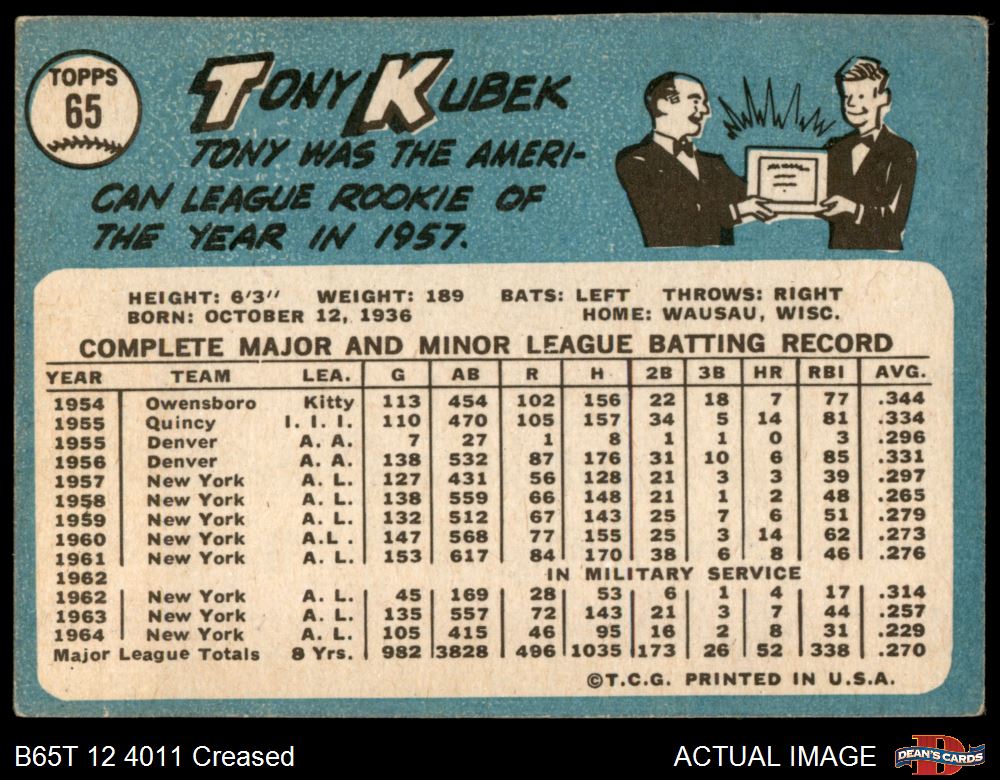 TOPPS
65
TONY KUBEK
TONY WAS THE AMERI-
CAN LEAGUE ROOKIE OF
THE YEAR IN 1957.
HEIGHT: 6'3" WEIGHT: 189 BATS: LEFT THROWS: RIGHT
BORN: OCTOBER 12, 1936 HOME: WAUSAU, WISC.
COMPLETE MAJOR AND MINOR LEAGUE BATTING RECORD
YEAR TEAM LEA. G AB R H 2B 3B HR RBI AVG.
1954 Owensboro Kitty 113 454 102 156 22 18 7 77 .344
1955 Quincy I. I. I. 110 470 105 157 34 5 14 81 .334
1955 Denver A. A. 7 27 1 8 1 1 0 3 .296
1956 Denver A. A. 138 532 87 176 31 10 6 85 .331
1957 New York A. L. 127 431 56 128 21 3 3 39 .297
1958 New York A. L. 138 559 66 148 21 1 2 48 .265
1959 New York A. L. 132 512 67 143 25 7 6 51 .279
1960 New York A.L . 147 568 77 155 25 3 14 62 .273
1961 New York A. L. 153 617 84 170 38 6 8 46 .276
1962 IN MILITARY SERVICE
1962 New York A. L. 45 169 28 53 6 1 4 17 .314
1963 New York A. L. 135 557 72 143 21 3 7 44 .257
1964 New York A. L. 105 415 46 95 16 2 8 31 .229
Major League Totals 8 Yrs. 982 3828 496 1035 173 26 52 338 .270
©T.C.G. PRINTED IN U.S.A.
B65T 12 4011 Creased ACTUAL IMAGE DEAN'S CARDS